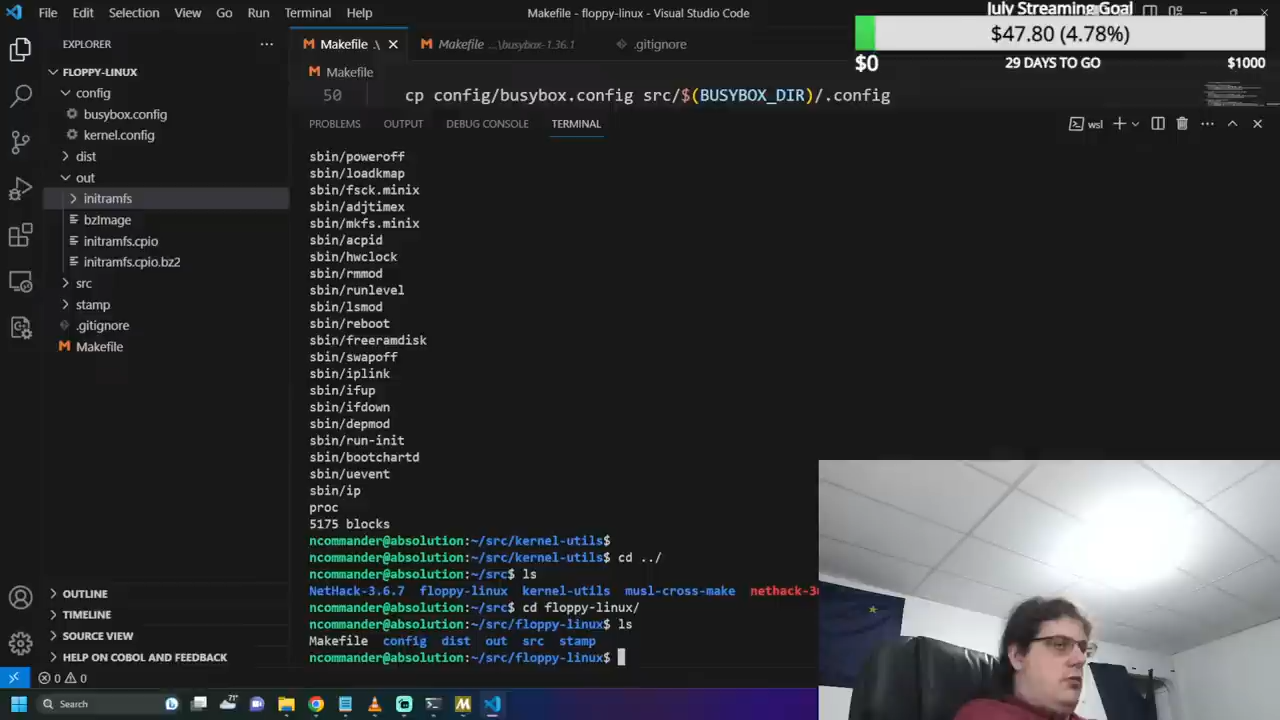 File Edit Selection View Go Run Terminal Help
Makefile - floppy-linux - Visual Studio Code
July Streaming Goal
$47.80 (4.78%)
$0 29 DAYS TO GO $1000
EXPLORER
Makefile .\
Makefile ...\busybox-1.36.1
.gitignore
FLOPPY-LINUX
config
busybox.config
kernel.config
dist
out
initramfs
bzImage
initramfs.cpio
initramfs.cpio.bz2
src
stamp
.gitignore
Makefile
OUTLINE
TIMELINE
SOURCE VIEW
HELP ON COBOL AND FEEDBACK
Makefile
50 cp config/busybox.config src/$(BUSYBOX_DIR)/.config
PROBLEMS OUTPUT DEBUG CONSOLE TERMINAL
wsl
sbin/poweroff
sbin/loadkmap
sbin/fsck.minix
sbin/adjtimex
sbin/mkfs.minix
sbin/acpid
sbin/hwclock
sbin/rmmod
sbin/runlevel
sbin/lsmod
sbin/reboot
sbin/freeramdisk
sbin/swapoff
sbin/iplink
sbin/ifup
sbin/ifdown
sbin/depmod
sbin/run-init
sbin/bootchartd
sbin/uevent
sbin/ip
proc
5175 blocks
ncommander@absolution:~/src/kernel-utils$
ncommander@absolution:~/src/kernel-utils$ cd ../
ncommander@absolution:~/src$ ls
NetHack-3.6.7 floppy-linux kernel-utils musl-cross-make nethack-3
ncommander@absolution:~/src$ cd floppy-linux/
ncommander@absolution:~/src/floppy-linux$ ls
Makefile config dist out src stamp
ncommander@absolution:~/src/floppy-linux$
0 0
Search
71°